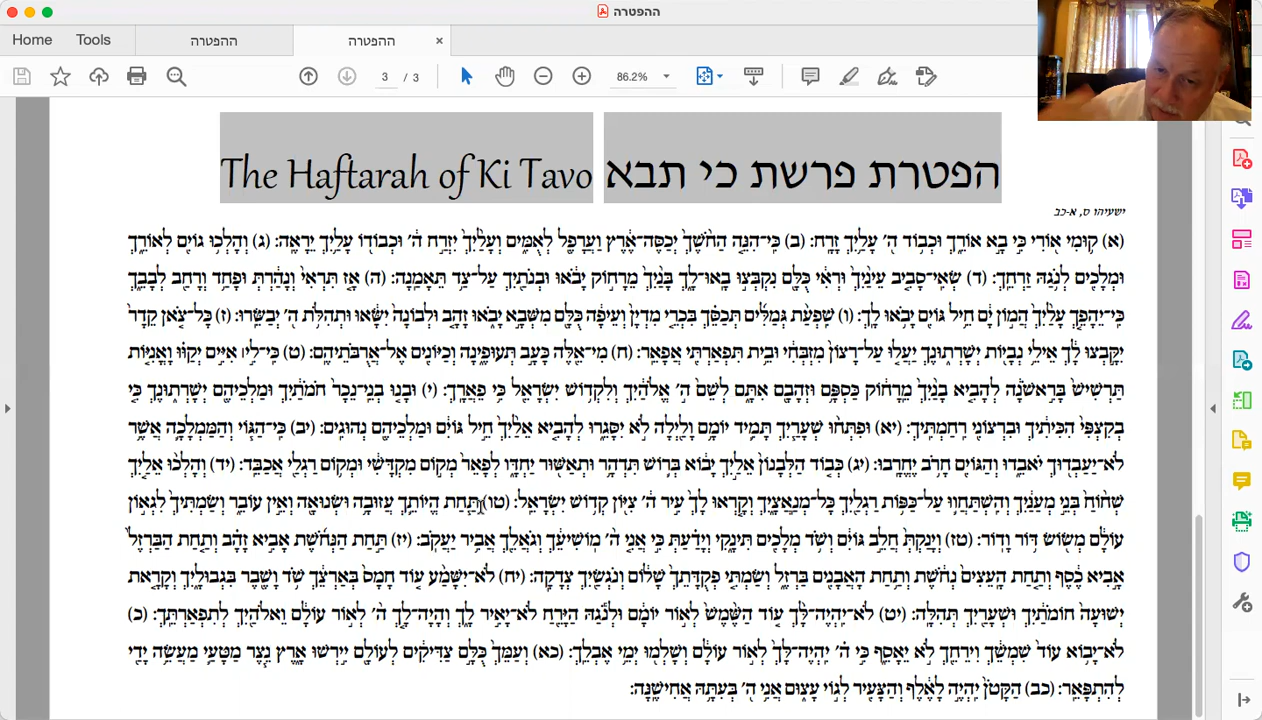 ההפטרה
Home Tools ההפטרה ההפטרה ×
3 / 3 86.2%
The Haftarah of Ki Tavo הפטרת פרשת כי תבא
ישעיהו ס, א-כב
(א) קוּמִי אוֹרִי כִּי בָא אוֹרֵךְ וּכְבוֹד ה' עָלַיִךְ זָרָח: (ב) כִּי־הִנֵּה הַחֹשֶׁךְ יְכַסֶּה־אֶרֶץ וַעֲרָפֶל לְאֻמִּים וְעָלַיִךְ יִזְרַח ה' וּכְבוֹדוֹ עָלַיִךְ יֵרָאֶה: (ג) וְהָלְכוּ גוֹיִם לְאוֹרֵךְ
וּמְלָכִים לְנֹגַהּ זַרְחֵךְ: (ד) שְׂאִי־סָבִיב עֵינַיִךְ וּרְאִי כֻּלָּם נִקְבְּצוּ בָאוּ־לָךְ בָּנַיִךְ מֵרָחוֹק יָבֹאוּ וּבְנֹתַיִךְ עַל־צַד תֵּאָמַנָה: (ה) אָז תִּרְאִי וְנָהַרְתְּ וּפָחַד וְרָחַב לְבָבֵךְ
כִּי־יֵהָפֵךְ עָלַיִךְ הֲמוֹן יָם חֵיל גּוֹיִם יָבֹאוּ לָךְ: (ו) שִׁפְעַת גְּמַלִּים תְּכַסֵּךְ בִּכְרֵי מִדְיָן וְעֵיפָה כֻּלָּם מִשְּׁבָא יָבֹאוּ זָהָב וּלְבוֹנָה יִשָּׂאוּ וּתְהִלֹּת ה' יְבַשֵּׂרוּ: (ז) כָּל־צֹאן קֵדָר
יִקָּבְצוּ לָךְ אֵילֵי נְבָיוֹת יְשָׁרְתוּנֶךְ יַעֲלוּ עַל־רָצוֹן מִזְבְּחִי וּבֵית תִּפְאַרְתִּי אֲפָאֵר: (ח) מִי־אֵלֶּה כָּעָב תְּעוּפֶינָה וְכַיּוֹנִים אֶל־אֲרֻבֹּתֵיהֶם: (ט) כִּי־לִי אִיִּים יְקַוּוּ וָאֳנִיּוֹת
תַּרְשִׁישׁ בָּרִאשֹׁנָה לְהָבִיא בָנַיִךְ מֵרָחוֹק כַּסְפָּם וּזְהָבָם אִתָּם לְשֵׁם ה' אֱלֹהַיִךְ וְלִקְדוֹשׁ יִשְׂרָאֵל כִּי פֵאֲרָךְ: (י) וּבָנוּ בְנֵי־נֵכָר חֹמֹתַיִךְ וּמַלְכֵיהֶם יְשָׁרְתוּנֶךְ כִּי
בְקִצְפִּי הִכִּיתִיךְ וּבִרְצוֹנִי רִחַמְתִּיךְ: (יא) וּפִתְּחוּ שְׁעָרַיִךְ תָּמִיד יוֹמָם וָלַיְלָה לֹא יִסָּגֵרוּ לְהָבִיא אֵלַיִךְ חֵיל גּוֹיִם וּמַלְכֵיהֶם נְהוּגִים: (יב) כִּי־הַגּוֹי וְהַמַּמְלָכָה אֲשֶׁר
לֹא־יַעַבְדוּךְ יֹאבֵדוּ וְהַגּוֹיִם חָרֹב יֶחֱרָבוּ: (יג) כְּבוֹד הַלְּבָנוֹן אֵלַיִךְ יָבוֹא בְּרוֹשׁ תִּדְהָר וּתְאַשּׁוּר יַחְדָּו לְפָאֵר מְקוֹם מִקְדָּשִׁי וּמְקוֹם רַגְלַי אֲכַבֵּד: (יד) וְהָלְכוּ אֵלַיִךְ
שְׁחוֹחַ בְּנֵי מְעַנַּיִךְ וְהִשְׁתַּחֲווּ עַל־כַּפּוֹת רַגְלַיִךְ כָּל־מְנַאֲצָיִךְ וְקָרְאוּ לָךְ עִיר ה' צִיּוֹן קְדוֹשׁ יִשְׂרָאֵל: (טו) תַּחַת הֱיוֹתֵךְ עֲזוּבָה וּשְׂנוּאָה וְאֵין עוֹבֵר וְשַׂמְתִּיךְ לִגְאוֹן
עוֹלָם מְשׂוֹשׂ דּוֹר וָדוֹר: (טז) וְיָנַקְתְּ חֲלֵב גּוֹיִם וְשֹׁד מְלָכִים תִּינָקִי וְיָדַעַתְּ כִּי אֲנִי ה' מוֹשִׁיעֵךְ וְגֹאֲלֵךְ אֲבִיר יַעֲקֹב: (יז) תַּחַת הַנְּחֹשֶׁת אָבִיא זָהָב וְתַחַת הַבַּרְזֶל
אָבִיא כֶסֶף וְתַחַת הָעֵצִים נְחֹשֶׁת וְתַחַת הָאֲבָנִים בַּרְזֶל וְשַׂמְתִּי פְקֻדָּתֵךְ שָׁלוֹם וְנֹגְשַׂיִךְ צְדָקָה: (יח) לֹא־יִשָּׁמַע עוֹד חָמָס בְּאַרְצֵךְ שֹׁד וָשֶׁבֶר בִּגְבוּלָיִךְ וְקָרָאת
יְשׁוּעָה חוֹמֹתַיִךְ וּשְׁעָרַיִךְ תְּהִלָּה: (יט) לֹא־יִהְיֶה־לָּךְ עוֹד הַשֶּׁמֶשׁ לְאוֹר יוֹמָם וּלְנֹגַהּ הַיָּרֵחַ לֹא־יָאִיר לָךְ וְהָיָה־לָךְ ה' לְאוֹר עוֹלָם וֵאלֹהַיִךְ לְתִפְאַרְתֵּךְ: (כ)
לֹא־יָבוֹא עוֹד שִׁמְשֵׁךְ וִירֵחֵךְ לֹא יֵאָסֵף כִּי ה' יִהְיֶה־לָּךְ לְאוֹר עוֹלָם וְשָׁלְמוּ יְמֵי אֶבְלֵךְ: (כא) וְעַמֵּךְ כֻּלָּם צַדִּיקִים לְעוֹלָם יִירְשׁוּ אָרֶץ נֵצֶר מַטָּעַי מַעֲשֵׂה יָדַי
לְהִתְפָּאֵר: (כב) הַקָּטֹן יִהְיֶה לָאֶלֶף וְהַצָּעִיר לְגוֹי עָצוּם אֲנִי ה' בְּעִתָּהּ אֲחִישֶׁנָּה: